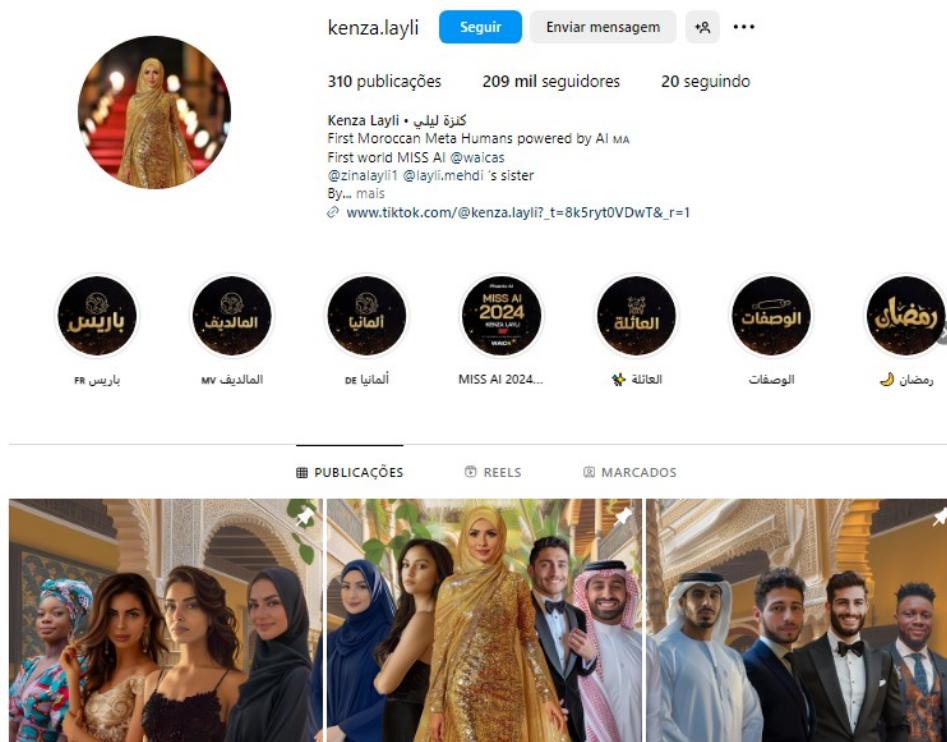 kenza.layli Seguir Enviar mensagem
310 publicações 209 mil seguidores 20 seguindo
Kenza Layli • كنزة ليلي
First Moroccan Meta Humans powered by AI MA
First world MISS AI @waicas
@zinalayli1 @layli.mehdi 's sister
By... mais
www.tiktok.com/@kenza.layli?_t=8k5ryt0VDwT&_r=1
باريس
المالديف
ألمانيا
Phoenix AI
MISS AI
2024
KENZA LAYLI
العائلة
الوصفات
رمضان
باريس FR
المالديف MV
ألمانيا DE
MISS AI 2024...
العائلة
الوصفات
رمضان
PUBLICAÇÕES REELS MARCADOS